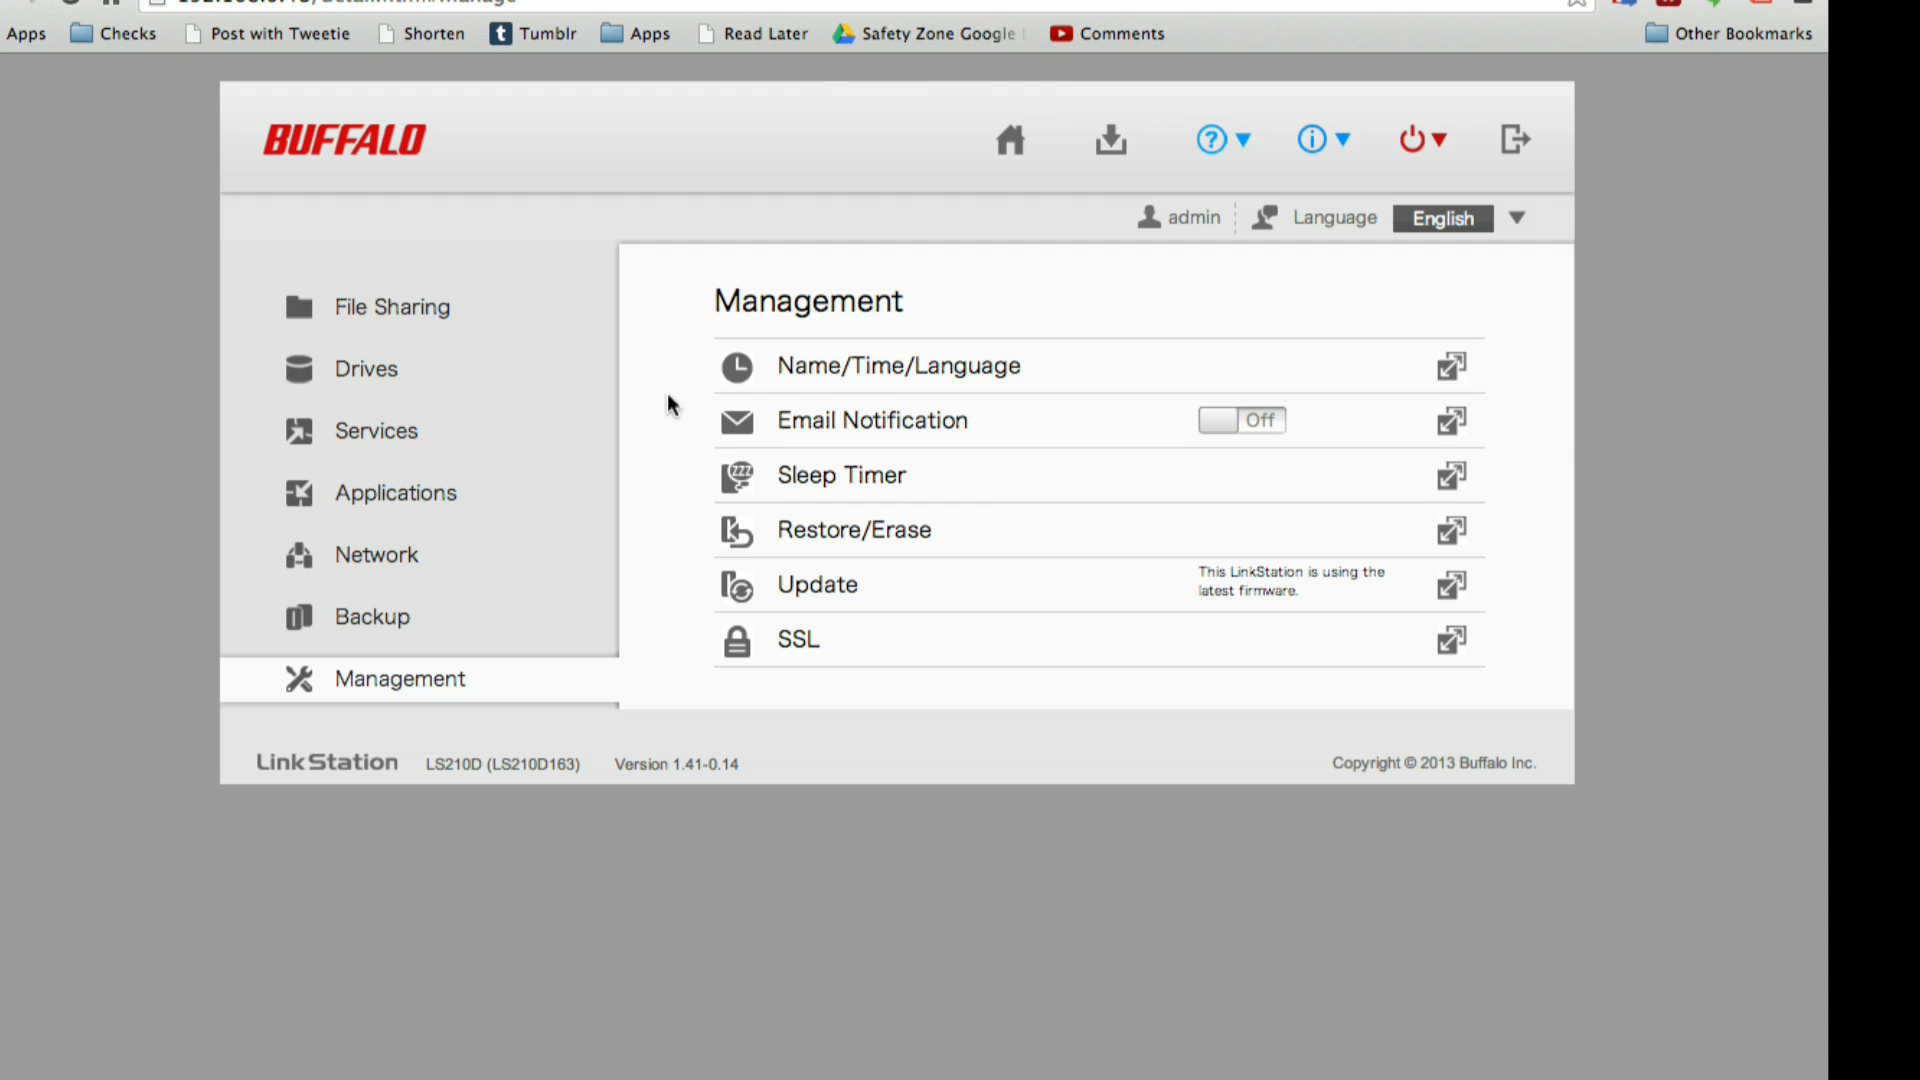 Apps Checks Post with Tweetie Shorten Tumblr Apps Read Later Safety Zone Google Comments Other Bookmarks
BUFFALO
admin Language English
File Sharing
Drives
Services
Applications
Network
Backup
Management
Management
Name/Time/Language
Email Notification Off
Sleep Timer
Restore/Erase
Update This LinkStation is using the
latest firmware.
SSL
LinkStation LS210D (LS210D163) Version 1.41-0.14 Copyright © 2013 Buffalo Inc.